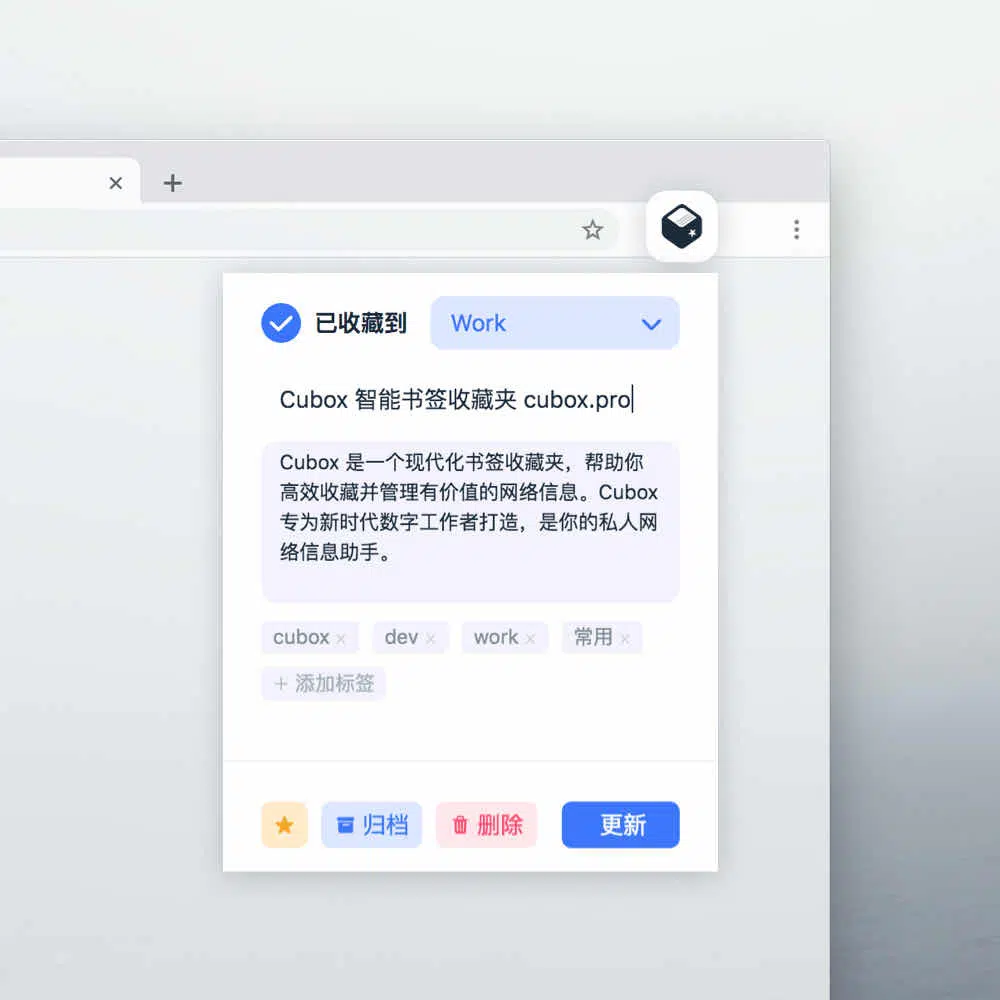 已收藏到 Work
Cubox 智能书签收藏夹 cubox.pro
Cubox 是一个现代化书签收藏夹，帮助你
高效收藏并管理有价值的网络信息。Cubox
专为新时代数字工作者打造，是你的私人网
络信息助手。
cubox × dev × work × 常用 ×
+ 添加标签
归档 删除 更新